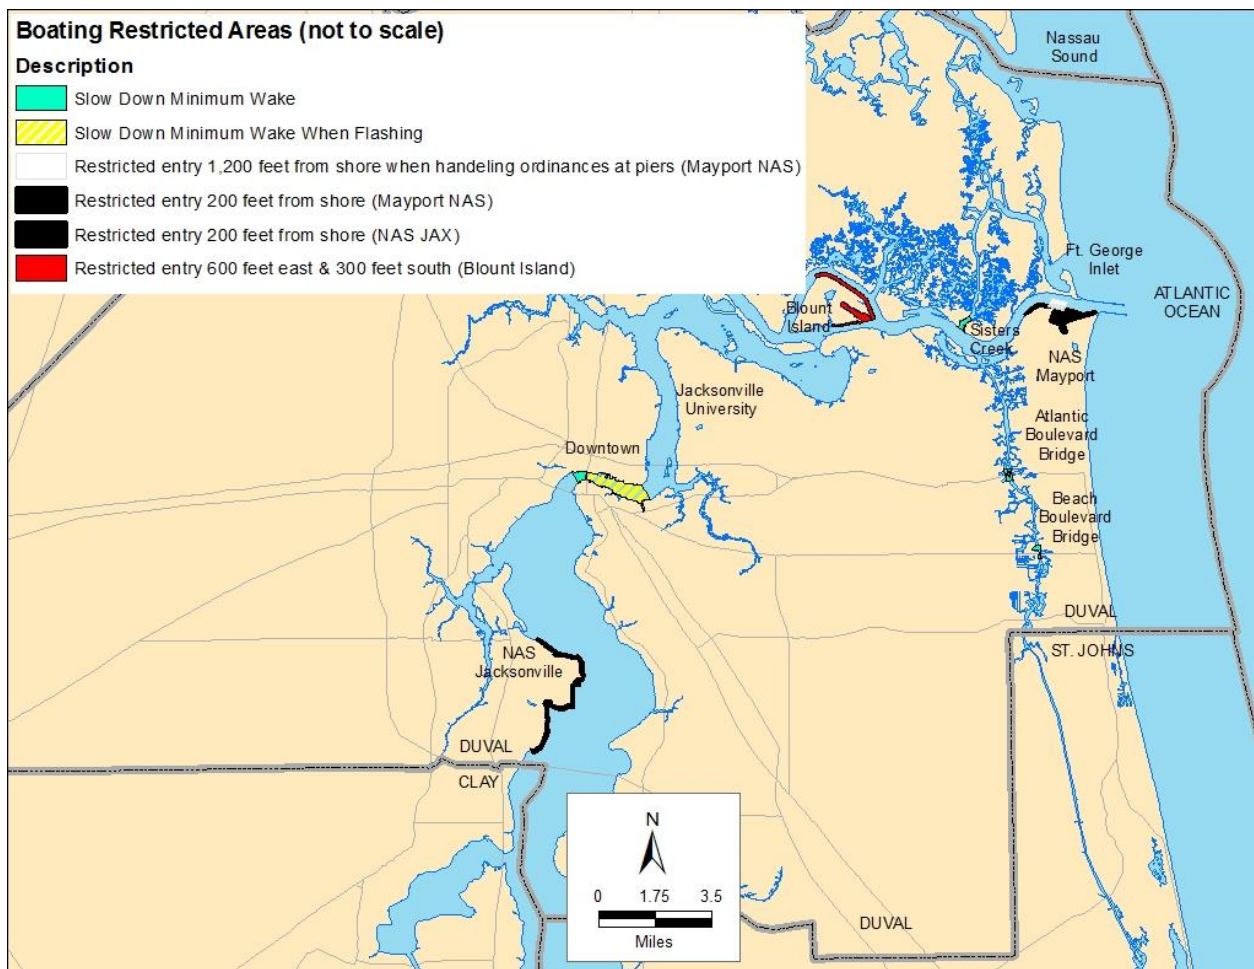 Boating Restricted Areas (not to scale)
Description
Slow Down Minimum Wake
Slow Down Minimum Wake When Flashing
Restricted entry 1,200 feet from shore when handeling ordinances at piers (Mayport NAS)
Restricted entry 200 feet from shore (Mayport NAS)
Restricted entry 200 feet from shore (NAS JAX)
Restricted entry 600 feet east & 300 feet south (Blount Island)
Nassau
Sound
Ft. George
Inlet
ATLANTIC
OCEAN
Blount
Island
Sisters
Creek
NAS
Mayport
Jacksonville
University
Atlantic
Boulevard
Bridge
Downtown
Beach
Boulevard
Bridge
DUVAL
ST. JOHNS
NAS
Jacksonville
DUVAL
CLAY
N
0 1.75 3.5
Miles
DUVAL